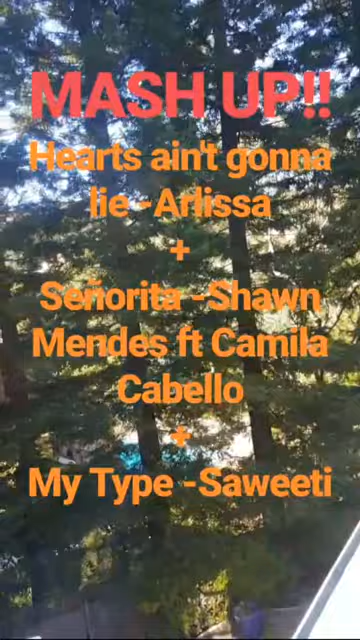 MASH UP!!
Hearts ain't gonna
lie -Arlissa
+
Señorita -Shawn
Mendes ft Camila
Cabello
+
My Type -Saweeti